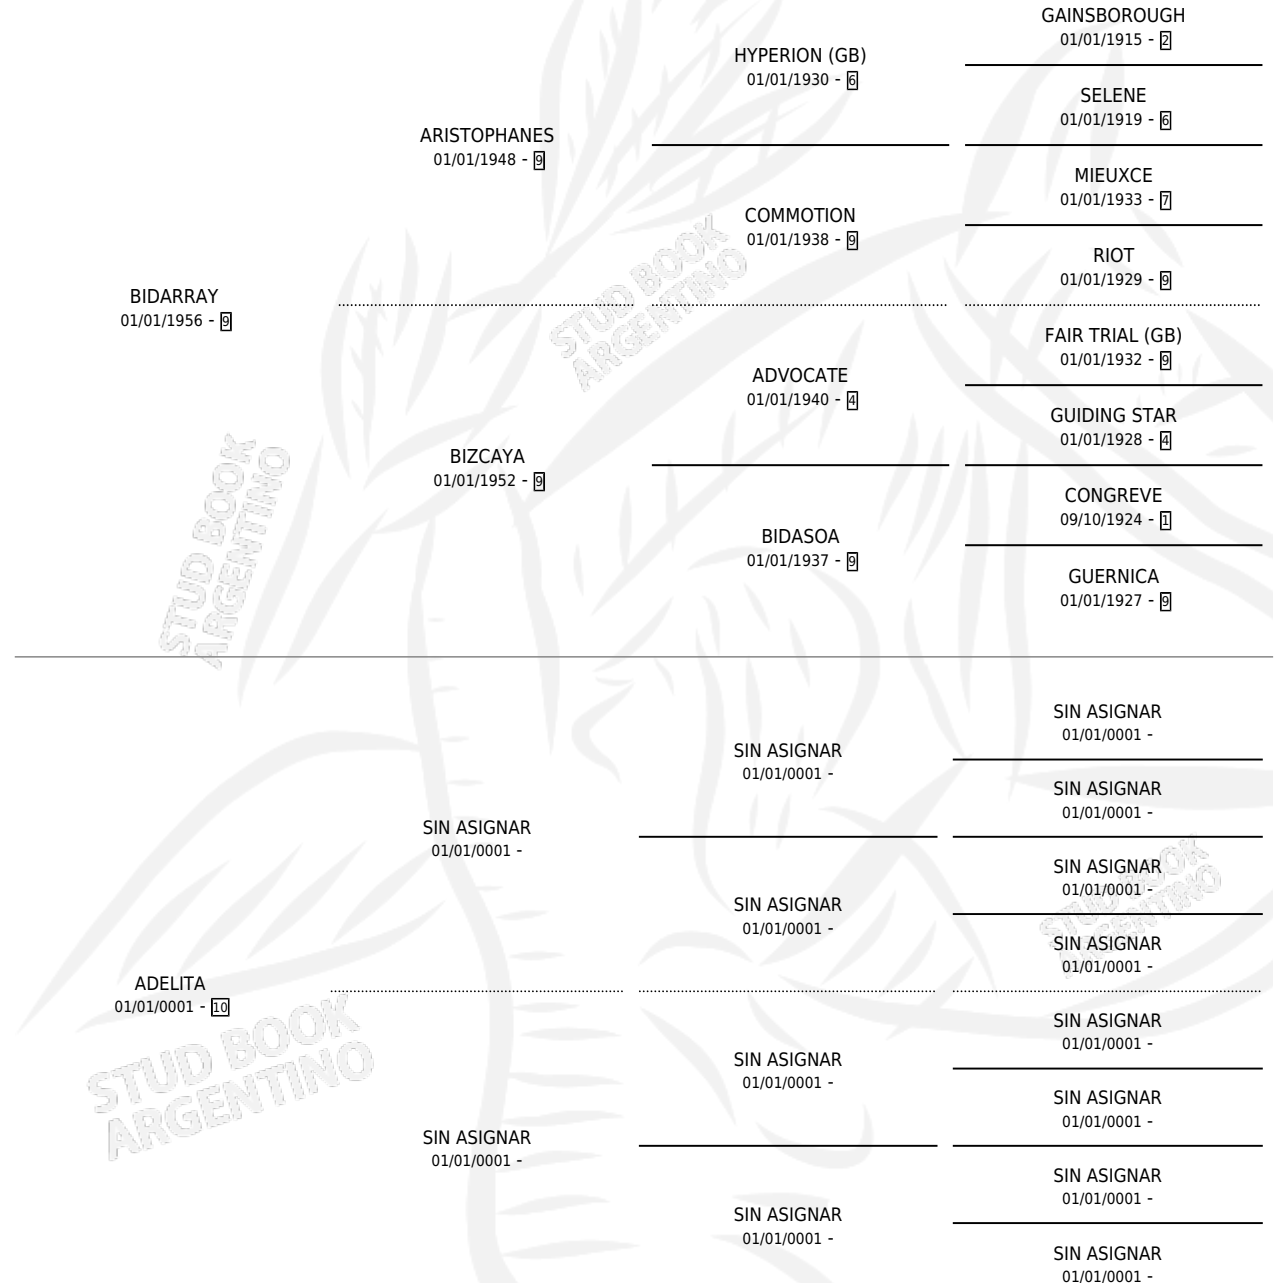 GAINSBOROUGH
01/01/1915 - 2
HYPERION (GB)
01/01/1930 - 6
SELENE
01/01/1919 - 6
ARISTOPHANES
01/01/1948 - 9
MIEUXCE
01/01/1933 - 7
COMMOTION
01/01/1938 - 9
RIOT
01/01/1929 - 9
BIDARRAY
01/01/1956 - 9
STUD BOOK
ARGENTINO
FAIR TRIAL (GB)
01/01/1932 - 9
ADVOCATE
01/01/1940 - 4
GUIDING STAR
01/01/1928 - 4
BIZCAYA
01/01/1952 - 9
CONGREVE
09/10/1924 - 1
BIDASOA
01/01/1937 - 9
GUERNICA
01/01/1927 - 9
STUD BOOK
ARGENTINO
SIN ASIGNAR
01/01/0001 -
SIN ASIGNAR
01/01/0001 -
SIN ASIGNAR
01/01/0001 -
SIN ASIGNAR
01/01/0001 -
SIN ASIGNAR
01/01/0001 -
SIN ASIGNAR
01/01/0001 -
SIN ASIGNAR
01/01/0001 -
STUD BOOK
ARGENTINO
ADELITA
01/01/0001 - 10
SIN ASIGNAR
01/01/0001 -
SIN ASIGNAR
01/01/0001 -
SIN ASIGNAR
01/01/0001 -
STUD BOOK
ARGENTINO
SIN ASIGNAR
01/01/0001 -
SIN ASIGNAR
01/01/0001 -
SIN ASIGNAR
01/01/0001 -
SIN ASIGNAR
01/01/0001 -